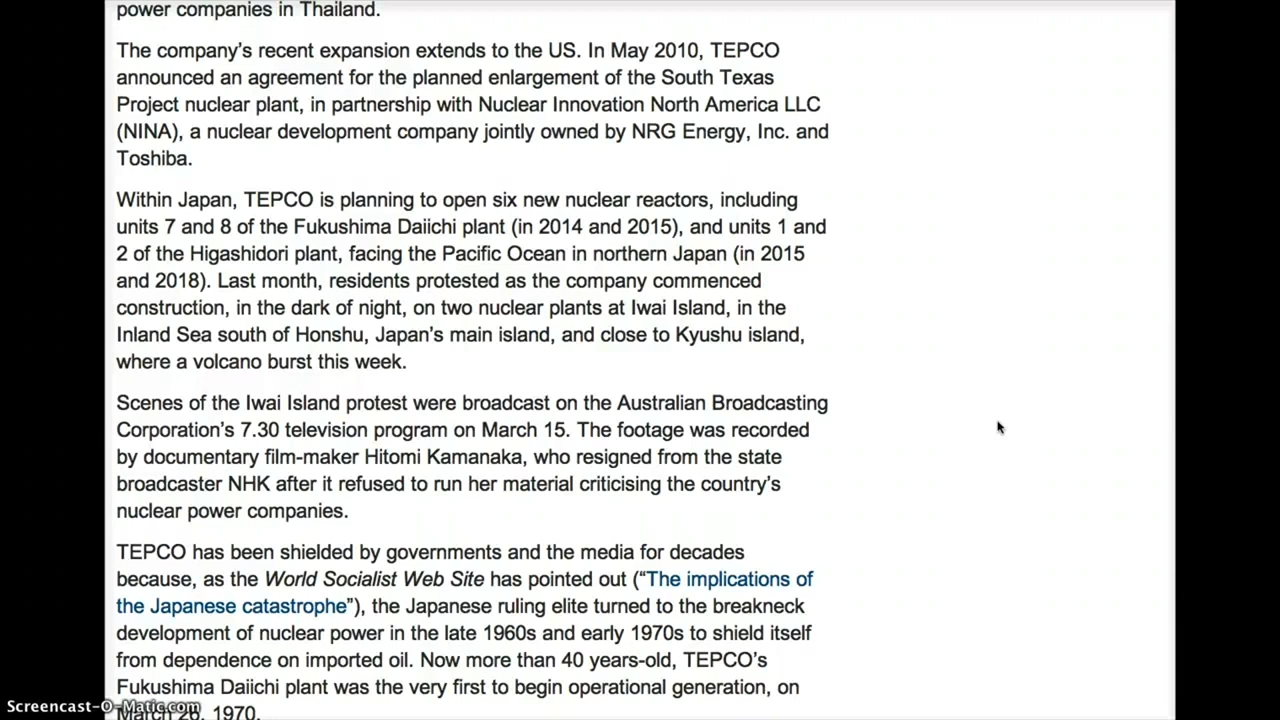 power companies in Thailand.
The company's recent expansion extends to the US. In May 2010, TEPCO
announced an agreement for the planned enlargement of the South Texas
Project nuclear plant, in partnership with Nuclear Innovation North America LLC
(NINA), a nuclear development company jointly owned by NRG Energy, Inc. and
Toshiba.
Within Japan, TEPCO is planning to open six new nuclear reactors, including
units 7 and 8 of the Fukushima Daiichi plant (in 2014 and 2015), and units 1 and
2 of the Higashidori plant, facing the Pacific Ocean in northern Japan (in 2015
and 2018). Last month, residents protested as the company commenced
construction, in the dark of night, on two nuclear plants at Iwai Island, in the
Inland Sea south of Honshu, Japan's main island, and close to Kyushu island,
where a volcano burst this week.
Scenes of the Iwai Island protest were broadcast on the Australian Broadcasting
Corporation's 7.30 television program on March 15. The footage was recorded
by documentary film-maker Hitomi Kamanaka, who resigned from the state
broadcaster NHK after it refused to run her material criticising the country's
nuclear power companies.
TEPCO has been shielded by governments and the media for decades
because, as the World Socialist Web Site has pointed out (“The implications of
the Japanese catastrophe”), the Japanese ruling elite turned to the breakneck
development of nuclear power in the late 1960s and early 1970s to shield itself
from dependence on imported oil. Now more than 40 years-old, TEPCO's
Fukushima Daiichi plant was the very first to begin operational generation, on
March 26, 1970.
Screencast-O-Matic.com